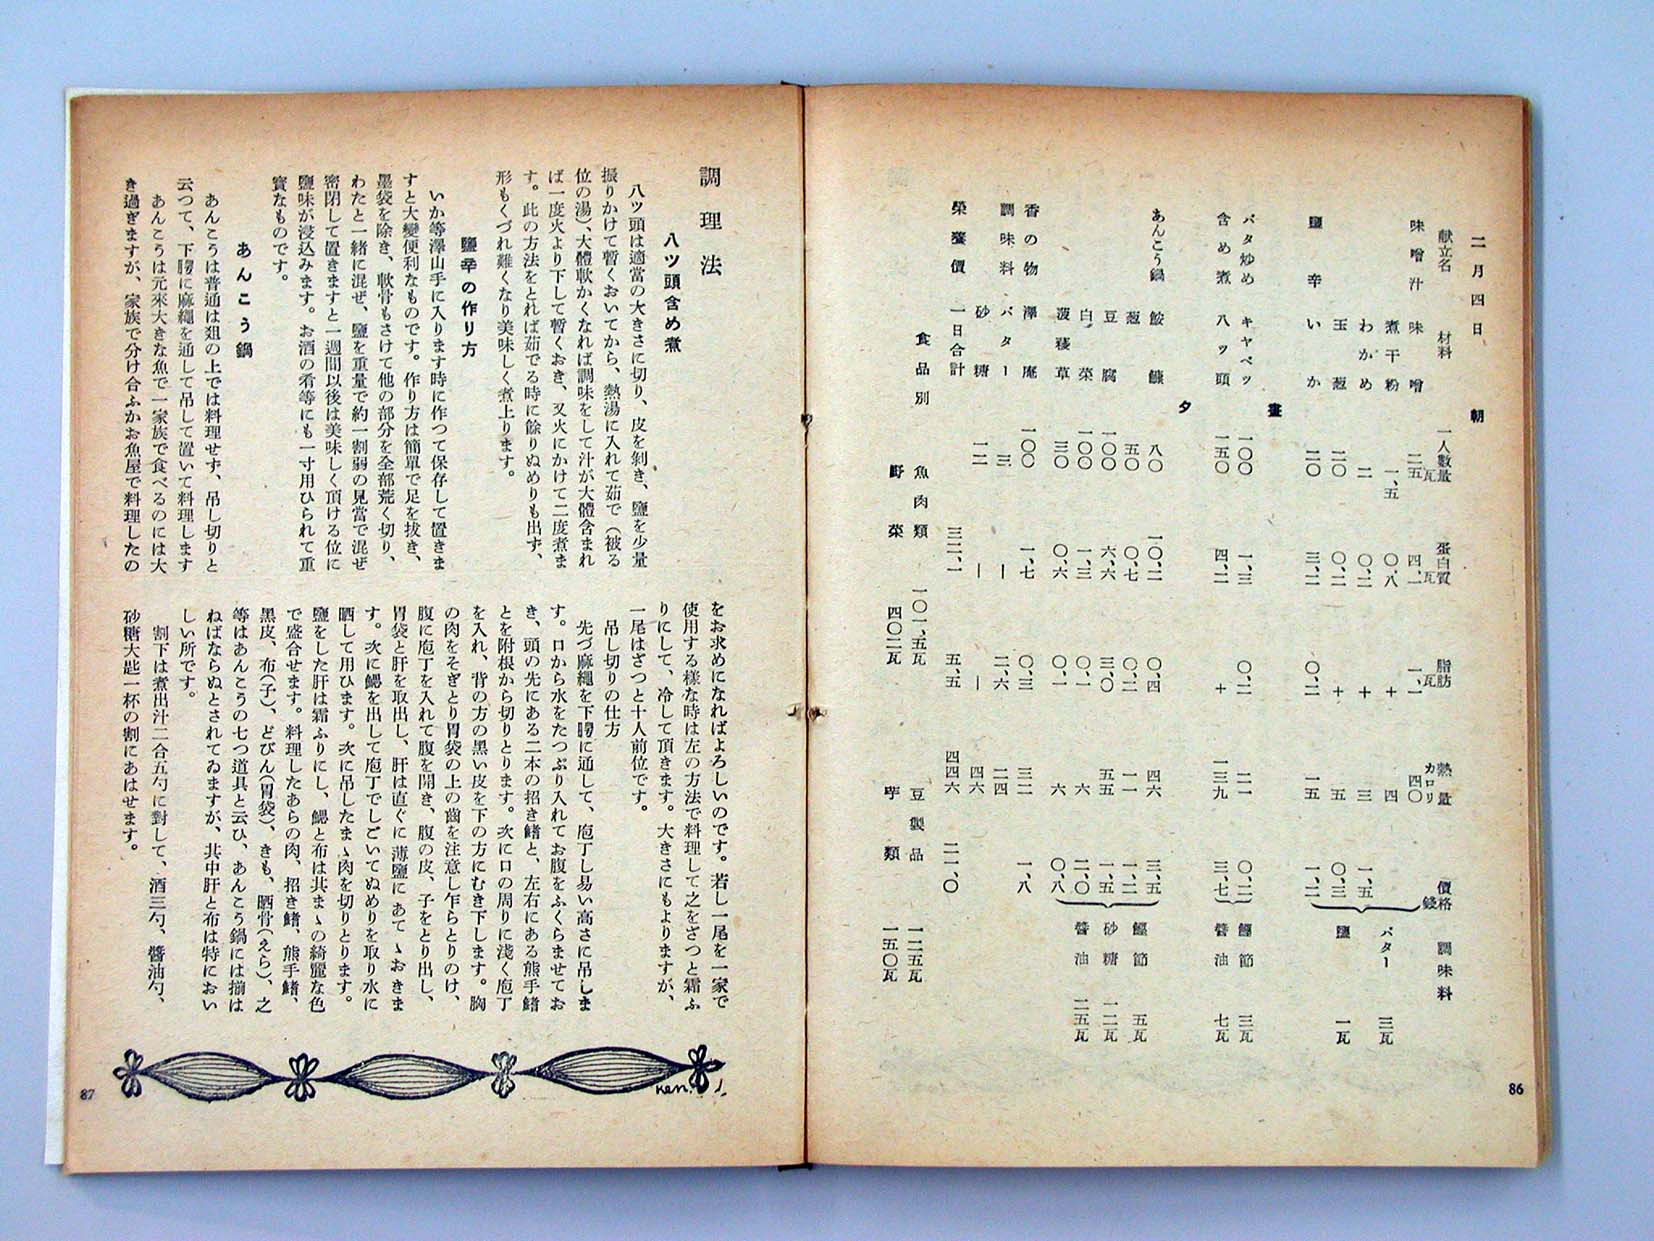 二月四日　朝
献立名　材料　一人數量瓦　蛋白質瓦　脂肪瓦　熱量カロリ　價格錢　調味料
味噌汁　味噌　二五　四、一　一、一　四〇
煮干粉　一、五　〇、八　＋　四　バター　三瓦
わかめ　二　〇、二　＋　三　一、五
玉葱　二〇　〇、二　＋　五　〇、三　鹽　一瓦
鹽辛　いか　二〇　三、二　〇、二　一五　一、二
晝
バタ炒め　キヤベツ　一〇〇　一、三　〇、二　二一　〇、二　鰹節　三瓦
含め煮　八ツ頭　一五〇　四、二　＋　一三九　三、七　醤油　七瓦
夕
あんこう鍋　鮟鱇　八〇　一〇、二　〇、四　四六　三、五
葱　五〇　〇、七　〇、二　一一　一、二　鰹節　五瓦
豆腐　一〇〇　六、六　三、〇　五五　一、五　砂糖　一二瓦
白菜　一〇〇　一、三　〇、一　六　二、〇　醤油　二五瓦
菠薐草　三〇　〇、六　〇、一　六　〇、八
香の物　澤庵　一〇〇　一、七　〇、三　三二　一、八
調味料　バター　三　｜　二、六　二四
砂糖　一二　｜　｜　四六
榮養價　一日合計　三二、一　五、五　四四六　二一、〇
食品別　魚肉類　一〇一、五瓦　豆製品　一二五瓦
野菜　四〇二瓦　芋類　一五〇瓦
86
調理法
八ツ頭含め煮
八ツ頭は適當の大きさに切り、皮を剝き、鹽を少量
振りかけて暫くおいてから、熱湯に入れて茹で（被る
位の湯）、大體軟かくなれば調味をして汁が大體含まれ
ば一度火より下して暫くおき、又火にかけて二度煮ま
す。此の方法をとれば茹でる時に餘りぬめりも出ず、
形もくづれ難くなり美味しく煮上ります。
鹽辛の作り方
いか等澤山手に入ります時に作つて保存して置きま
すと大變便利なものです。作り方は簡單で足を拔き、
墨袋を除き、軟骨もさけて他の部分を全部荒く切り、
わたと一緒に混ぜ、鹽を重量で約一割弱の見當で混ぜ
密閉して置きますと一週間以後は美味しく頂ける位に
鹽味が浸込みます。お酒の肴等にも一寸用ひられて重
寳なものです。
あんこう鍋
あんこうは普通は俎の上では料理せず、吊し切りと
云つて、下腮に麻繩を通して吊して置いて料理します
あんこうは元來大きな魚で一家族で食べるのには大
き過ぎますが、家族で分け合ふかお魚屋で料理したの
をお求めになればよろしいのです。若し一尾を一家で
使用する樣な時は左の方法で料理して之をざつと霜ふ
りにして、冷して頂きます。大きさにもよりますが、
一尾はざつと十人前位です。
吊し切りの仕方
先づ麻繩を下腮に通して、庖丁し易い高さに吊しま
す。口から水をたつぷり入れてお腹をふくらませてお
き、頭の先にある二本の招き鰭と、左右にある熊手鰭
とを附根から切りとります。次に口の周りに淺く庖丁
を入れ、背の方の黒い皮を下の方にむき下します。胸
の肉をそぎとり胃袋の上の齒を注意し乍らとりのけ、
腹に庖丁を入れて腹を開き、腹の皮、子をとり出し、
胃袋と肝を取出し、肝は直ぐに薄鹽にあてゝおきま
す。次に鰓を出して庖丁でしごいてぬめりを取り水に
晒して用ひます。次に吊したまゝ肉を切りとります。
鹽をした肝は霜ふりにし、鰓と布は其まゝの綺麗な色
で盛合せます。料理したあらの肉、招き鰭、熊手鰭、
黒皮、布（子）、どびん（胃袋）、きも、晒骨（えら）、之
等はあんこうの七つ道具と云ひ、あんこう鍋には揃は
ねばならぬとされてゐますが、其中肝と布は特においし
しい所です。
割下は煮出汁二合五勺に對して、酒三勺、醤油勺、
砂糖大匙一杯の割にあはせます。
Ken.
87